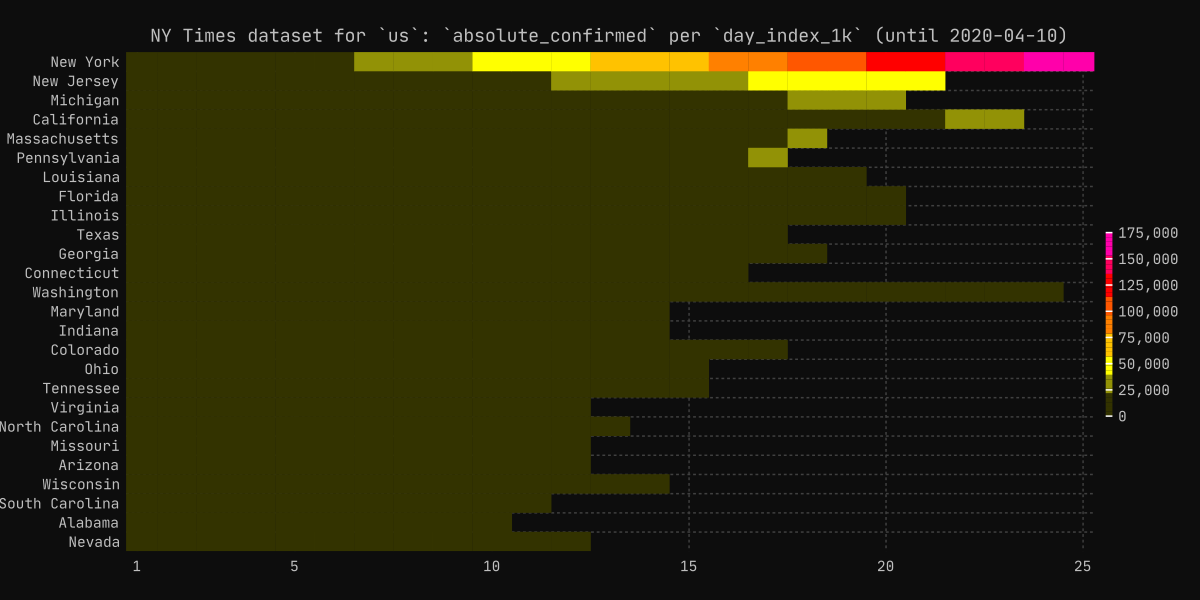 NY Times dataset for `us`: `absolute_confirmed` per `day_index_1k` (until 2020-04-10)
New York
New Jersey
Michigan
California
Massachusetts
Pennsylvania
Louisiana
Florida
Illinois
Texas
Georgia
Connecticut
Washington
Maryland
Indiana
Colorado
Ohio
Tennessee
Virginia
North Carolina
Missouri
Arizona
Wisconsin
South Carolina
Alabama
Nevada
1 5 10 15 20 25
175,000
150,000
125,000
100,000
75,000
50,000
25,000
0